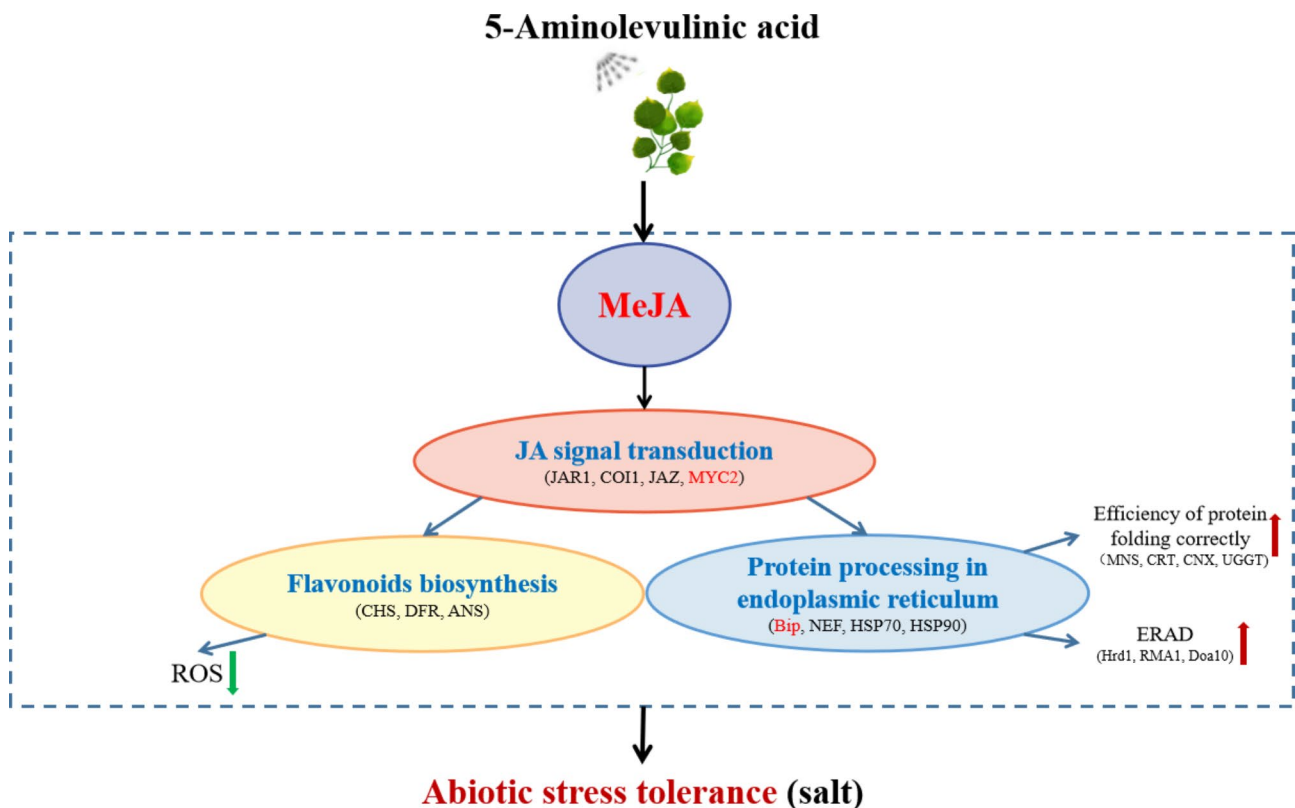 5-Aminolevulinic acid
MeJA
JA signal transduction
(JAR1, COI1, JAZ, MYC2)
Flavonoids biosynthesis
(CHS, DFR, ANS)
ROS
Protein processing in
endoplasmic reticulum
(Bip, NEF, HSP70, HSP90)
Efficiency of protein
folding correctly
(MNS, CRT, CNX, UGGT)
ERAD
(Hrd1, RMA1, Doa10)
Abiotic stress tolerance (salt)